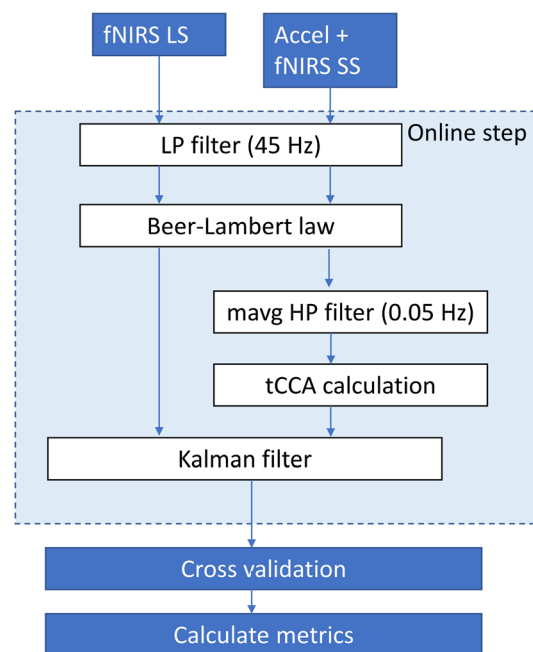 fNIRS LS
Accel +
fNIRS SS
Online step
LP filter (45 Hz)
Beer-Lambert law
mavg HP filter (0.05 Hz)
tCCA calculation
Kalman filter
Cross validation
Calculate metrics